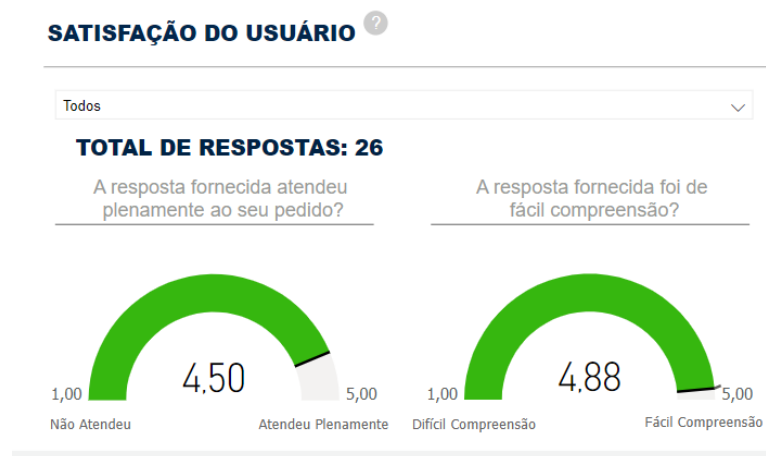 SATISFAÇÃO DO USUÁRIO ?
Todos
TOTAL DE RESPOSTAS: 26
A resposta fornecida atendeu
plenamente ao seu pedido?
A resposta fornecida foi de
fácil compreensão?
4,50
1,00
5,00
Não Atendeu
Atendeu Plenamente
4,88
1,00
5,00
Difícil Compreensão
Fácil Compreensão